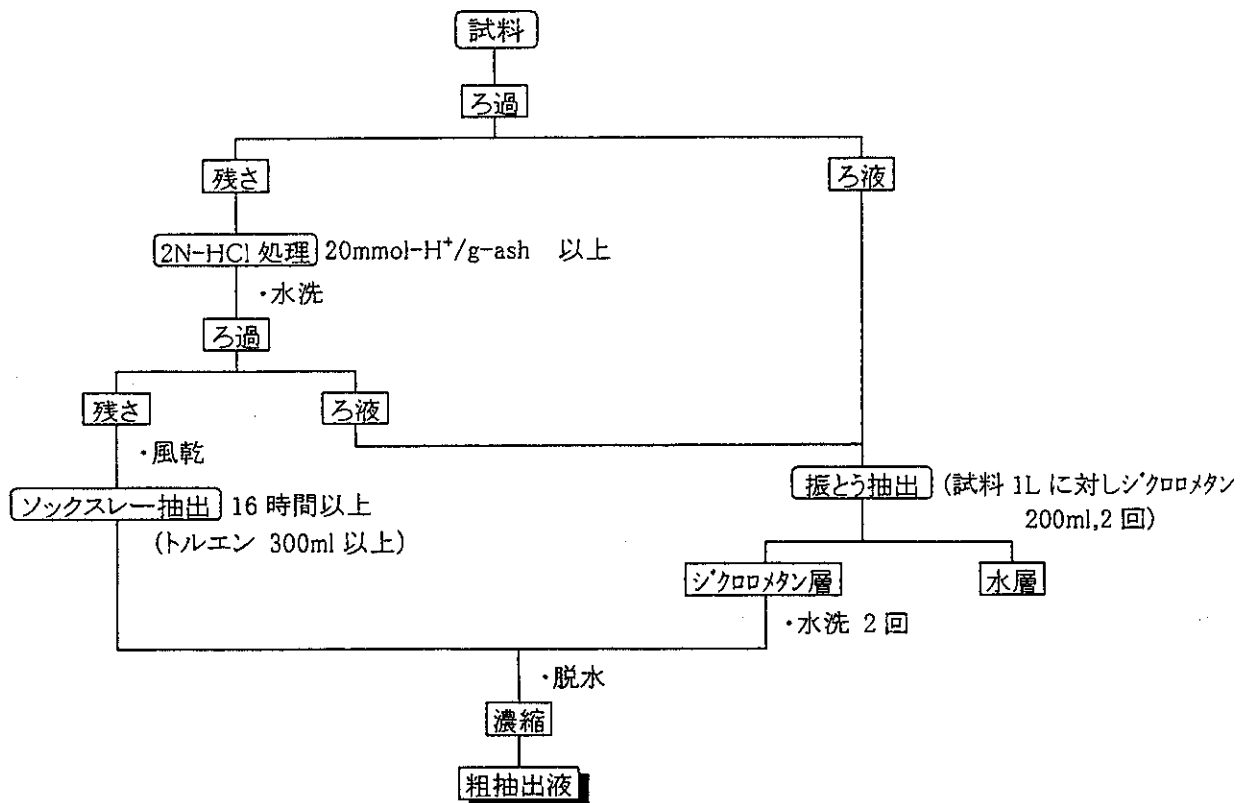 試料
ろ過
残さ
ろ液
2N-HCl 処理 20mmol-H⁺/g-ash 以上
・水洗
ろ過
残さ
ろ液
・風乾
ソックスレー抽出 16 時間以上
(トルエン 300ml 以上)
振とう抽出 (試料 1L に対しジクロロメタン
200ml,2 回)
ジクロロメタン層
水層
・水洗 2 回
・脱水
濃縮
粗抽出液